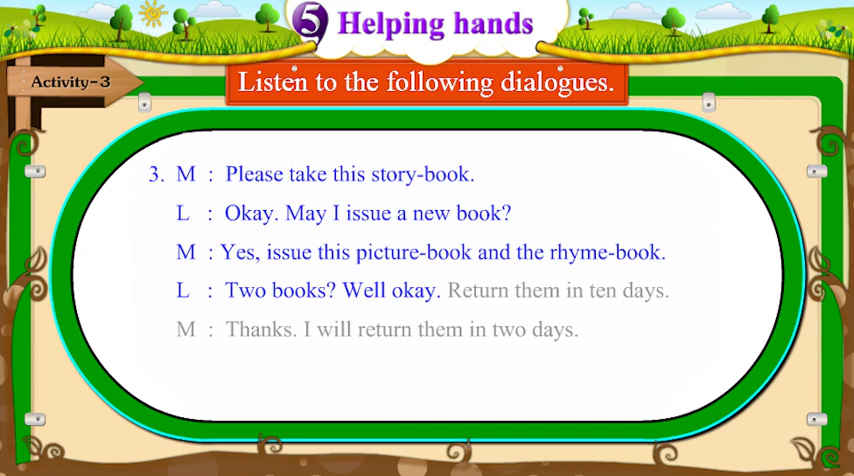 5 Helping hands
Activity-3
Listen to the following dialogues.
3. M : Please take this story-book.
L : Okay. May I issue a new book?
M : Yes, issue this picture-book and the rhyme-book.
L : Two books? Well okay. Return them in ten days.
M : Thanks. I will return them in two days.